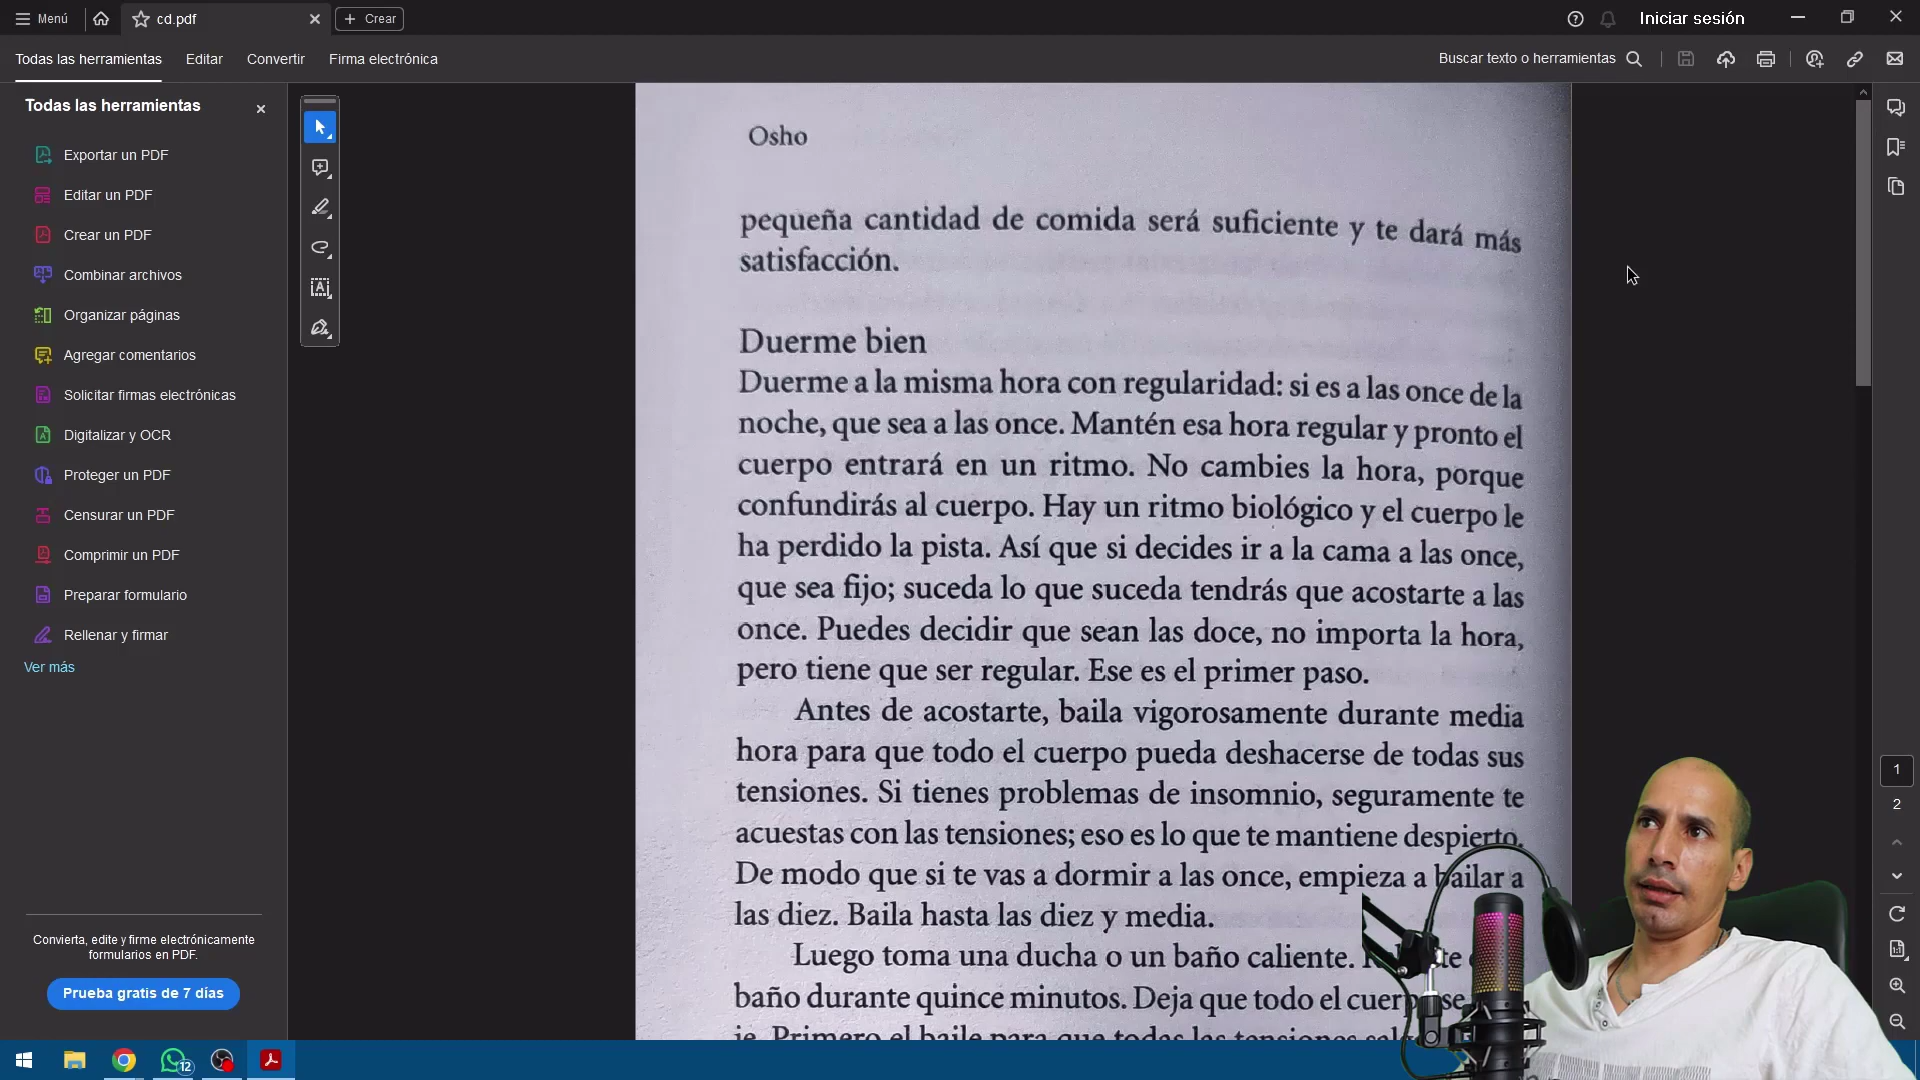 Menú
cd.pdf
Crear
Iniciar sesión
Todas las herramientas
Editar
Convertir
Firma electrónica
Buscar texto o herramientas
Todas las herramientas
Exportar un PDF
Editar un PDF
Crear un PDF
Combinar archivos
Organizar páginas
Agregar comentarios
Solicitar firmas electrónicas
Digitalizar y OCR
Proteger un PDF
Censurar un PDF
Comprimir un PDF
Preparar formulario
Rellenar y firmar
Ver más
Convierta, edite y firme electrónicamente
formularios en PDF.
Prueba gratis de 7 días
Osho
pequeña cantidad de comida será suficiente y te dará más
satisfacción.
Duerme bien
Duerme a la misma hora con regularidad: si es a las once de la
noche, que sea a las once. Mantén esa hora regular y pronto el
cuerpo entrará en un ritmo. No cambies la hora, porque
confundirás al cuerpo. Hay un ritmo biológico y el cuerpo le
ha perdido la pista. Así que si decides ir a la cama a las once,
que sea fijo; suceda lo que suceda tendrás que acostarte a las
once. Puedes decidir que sean las doce, no importa la hora,
pero tiene que ser regular. Ese es el primer paso.
Antes de acostarte, baila vigorosamente durante media
hora para que todo el cuerpo pueda deshacerse de todas sus
tensiones. Si tienes problemas de insomnio, seguramente te
acuestas con las tensiones; eso es lo que te mantiene despierto.
De modo que si te vas a dormir a las once, empieza a bailar a
las diez. Baila hasta las diez y media.
Luego toma una ducha o un baño caliente.
baño durante quince minutos. Deja que todo el cuerpo se
je. Primero el baile para que todas las tensiones
1
2
12